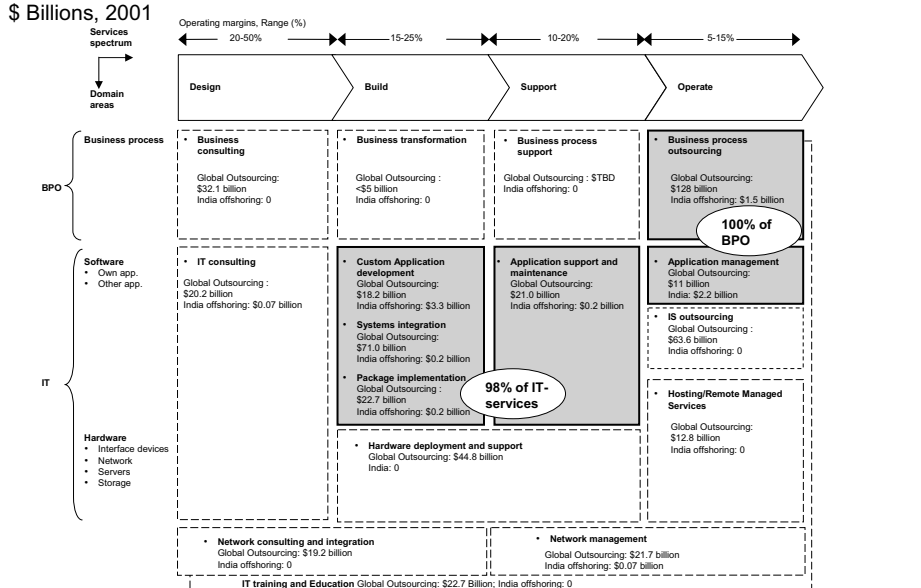 $ Billions, 2001
Operating margins, Range (%)
Services
spectrum
20-50%
15-25%
10-20%
5-15%
Domain
areas
Design
Build
Support
Operate
BPO
Business process
• Business
consulting
Global Outsourcing:
$32.1 billion
India offshoring: 0
• Business transformation
Global Outsourcing :
<$5 billion
India offshoring: 0
• Business process
support
Global Outsourcing : $TBD
India offshoring: 0
• Business process
outsourcing
Global Outsourcing:
$128 billion
India offshoring: $1.5 billion
100% of
BPO
IT
Software
• Own app.
• Other app.
Hardware
• Interface devices
• Network
• Servers
• Storage
• IT consulting
Global Outsourcing :
$20.2 billion
India offshoring: $0.07 billion
• Custom Application
development
Global Outsourcing:
$18.2 billion
India offshoring: $3.3 billion
• Systems integration
Global Outsourcing:
$71.0 billion
India offshoring: $0.2 billion
• Package implementation
Global Outsourcing :
$22.7 billion
India offshoring: $0.2 billion
• Application support and
maintenance
Global Outsourcing:
$21.0 billion
India offshoring: $0.2 billion
98% of IT-
services
• Application management
Global Outsourcing:
$11 billion
India: $2.2 billion
• IS outsourcing
Global Outsourcing :
$63.6 billion
India offshoring: 0
• Hosting/Remote Managed
Services
Global Outsourcing:
$12.8 billion
India offshoring: 0
• Hardware deployment and support
Global Outsourcing: $44.8 billion
India: 0
• Network consulting and integration
Global Outsourcing: $19.2 billion
India offshoring: 0
• Network management
Global Outsourcing: $21.7 billion
India offshoring: $0.07 billion
IT training and Education Global Outsourcing: $22.7 Billion; India offshoring: 0